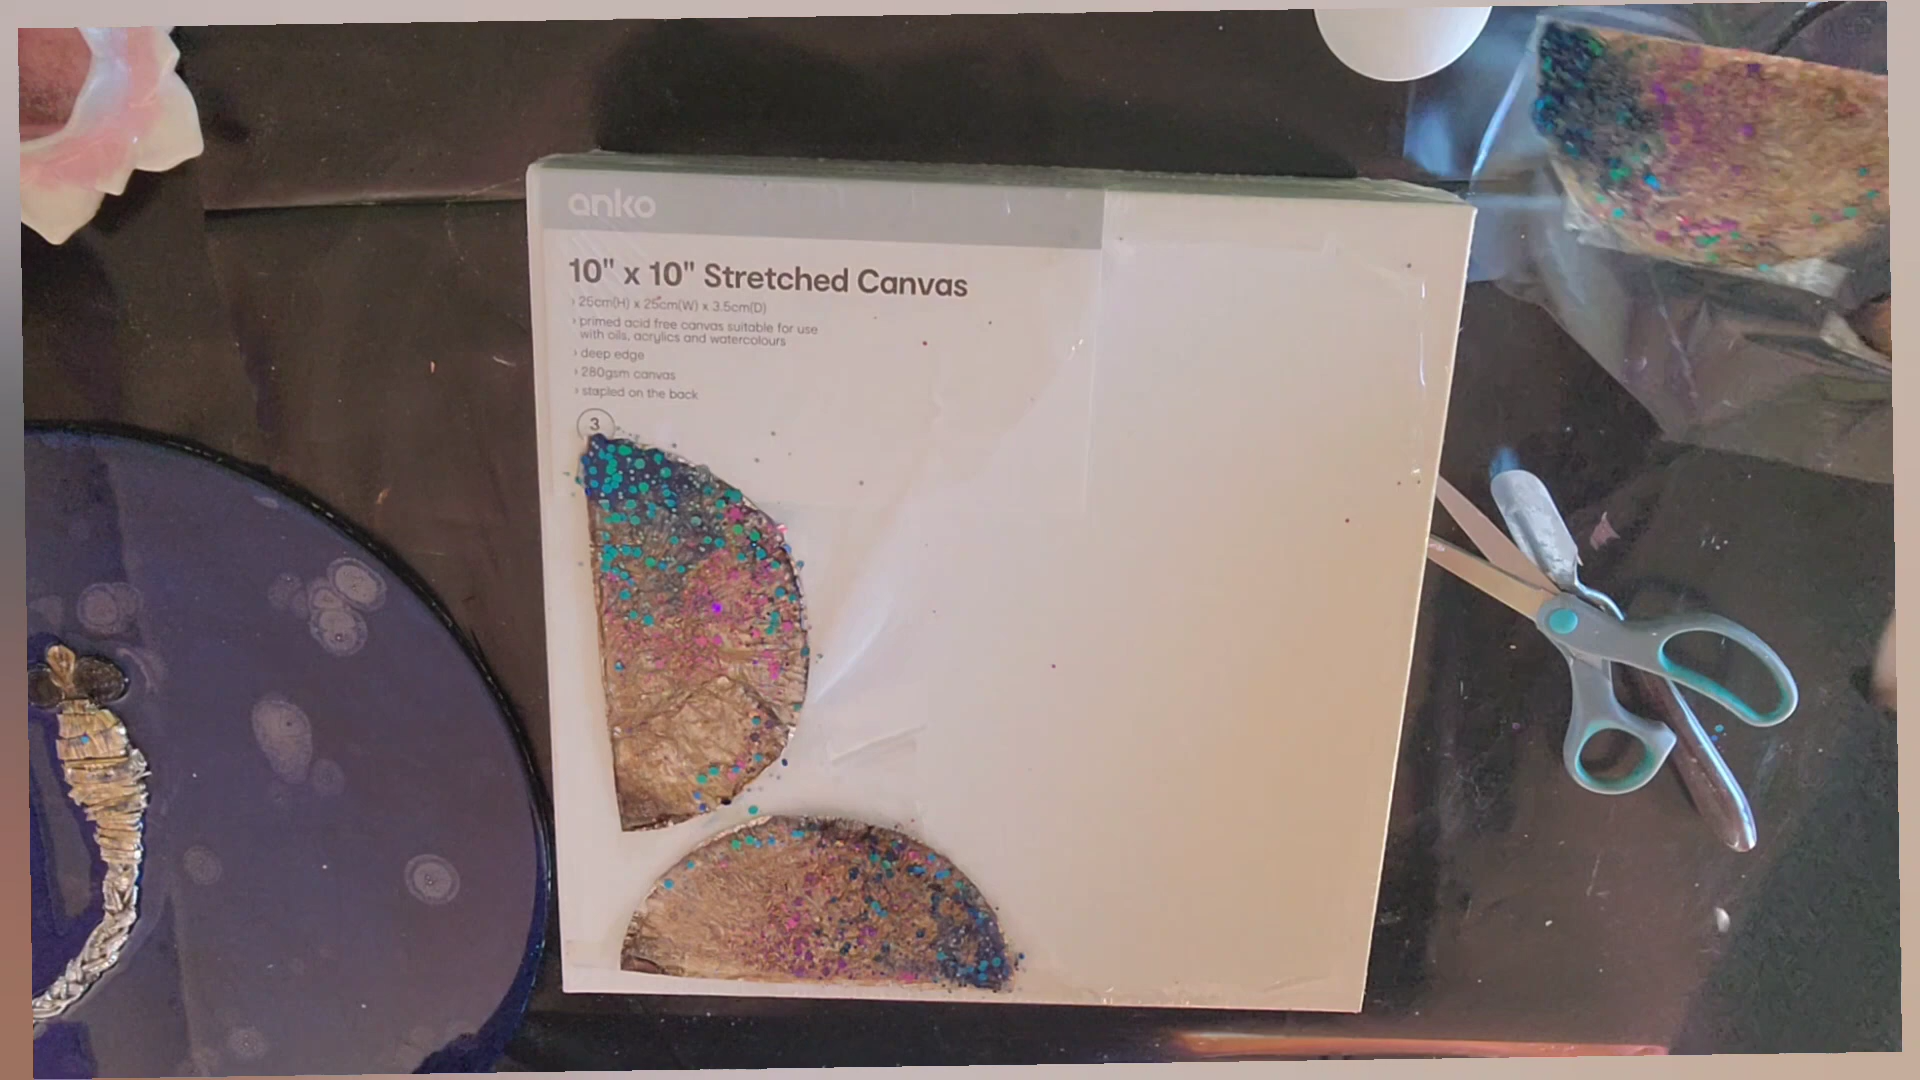 anko
10" x 10" Stretched Canvas
› 25cm(H) x 25cm(W) x 3.5cm(D)
› primed acid free canvas suitable for use
with oils, acrylics and watercolours
› deep edge
› 280gsm canvas
› stapled on the back
3